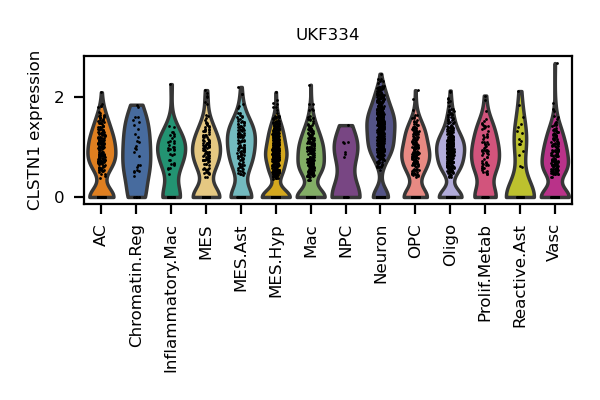 UKF334
CLSTN1 expression
2
0
AC
Chromatin.Reg
Inflammatory.Mac
MES
MES.Ast
MES.Hyp
Mac
NPC
Neuron
OPC
Oligo
Prolif.Metab
Reactive.Ast
Vasc